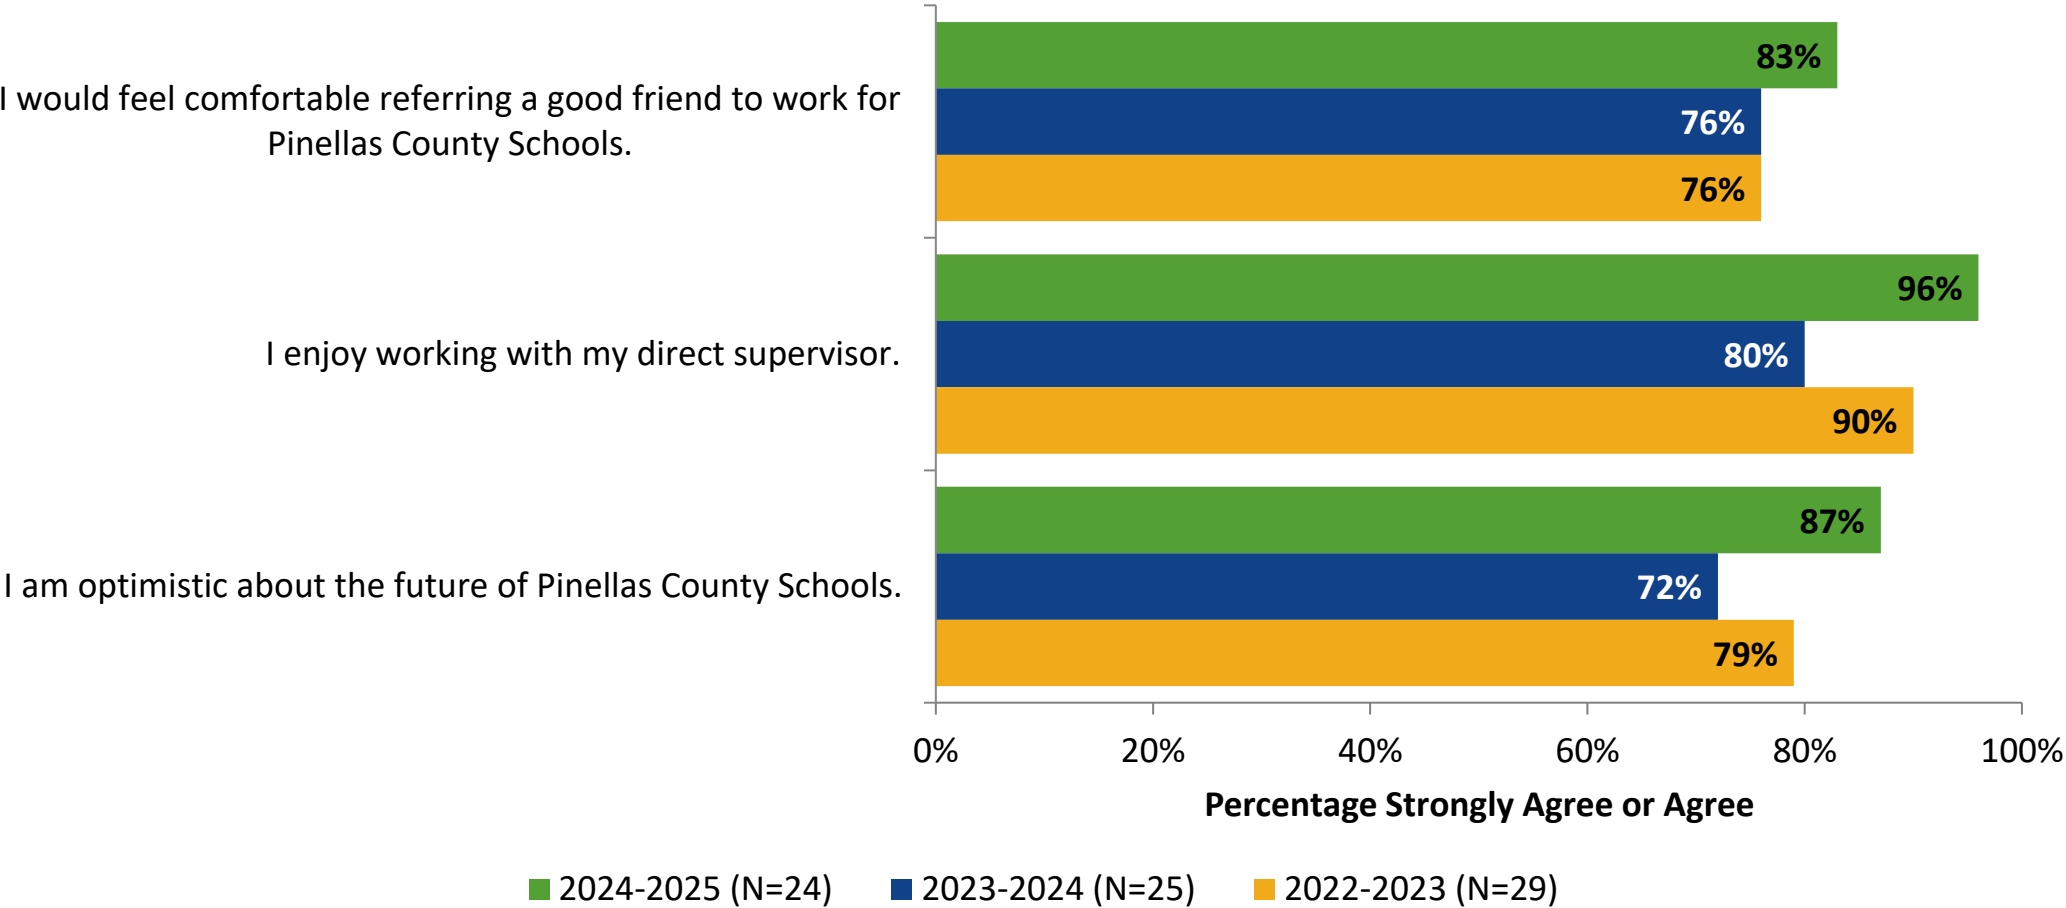 I would feel comfortable referring a good friend to work for
Pinellas County Schools.
83%
76%
76%
I enjoy working with my direct supervisor.
96%
80%
90%
I am optimistic about the future of Pinellas County Schools.
87%
72%
79%
0% 20% 40% 60% 80% 100%
Percentage Strongly Agree or Agree
2024-2025 (N=24) 2023-2024 (N=25) 2022-2023 (N=29)